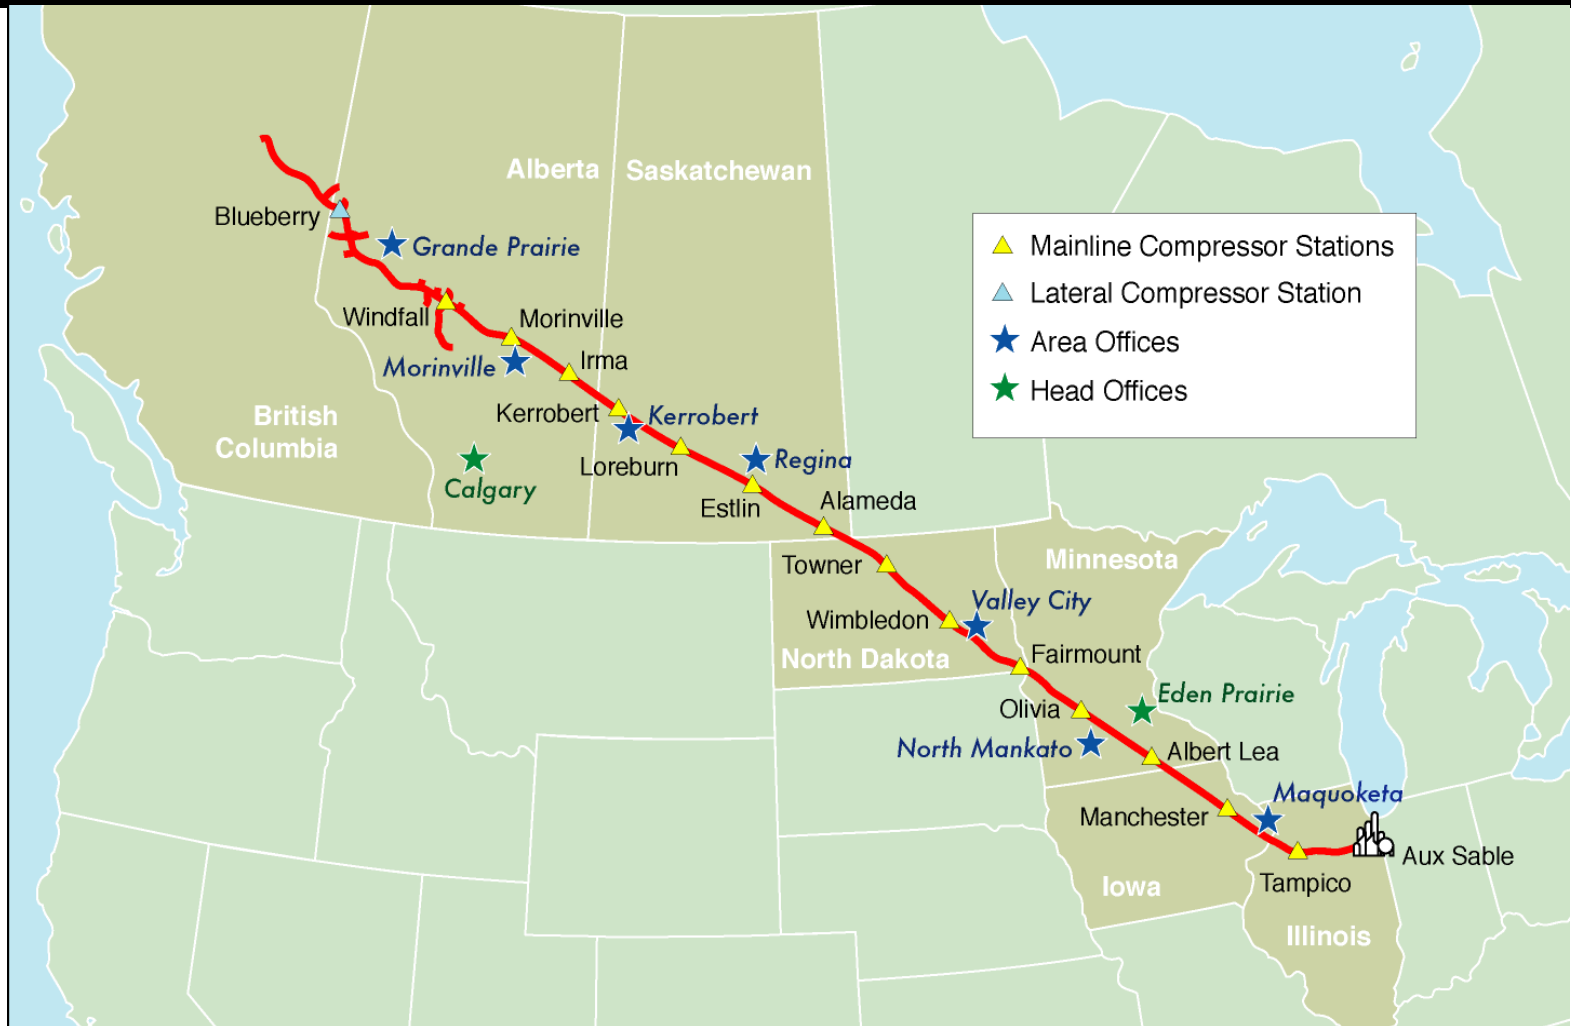 Alberta
Saskatchewan
Blueberry
Grande Prairie
Mainline Compressor Stations
Lateral Compressor Station
Area Offices
Head Offices
Windfall
Morinville
Morinville
Irma
British
Columbia
Kerrobert
Kerrobert
Loreburn
Regina
Calgary
Estlin
Alameda
Towner
Minnesota
Valley City
Wimbledon
North Dakota
Fairmount
Eden Prairie
Olivia
North Mankato
Albert Lea
Maquoketa
Manchester
Aux Sable
Tampico
Iowa
Illinois